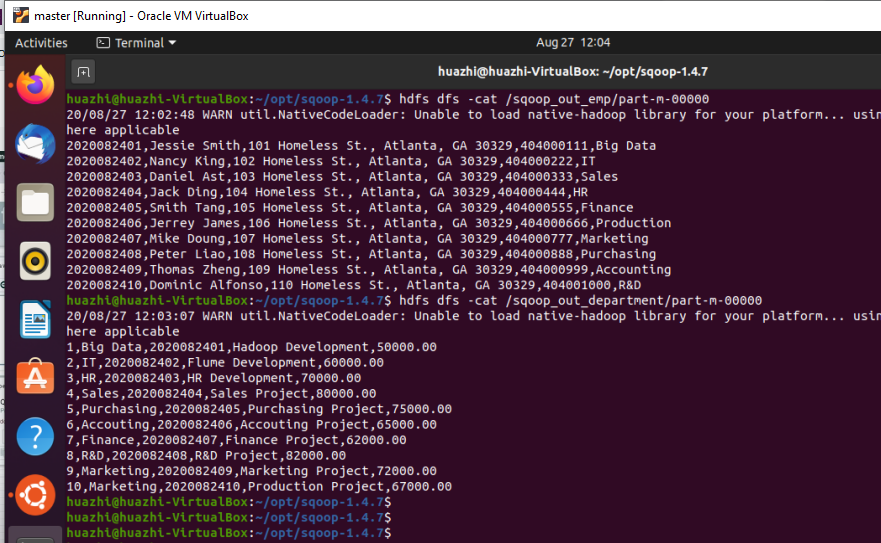 master [Running] - Oracle VM VirtualBox
Activities Terminal Aug 27 12:04
huazhi@huazhi-VirtualBox: ~/opt/sqoop-1.4.7
huazhi@huazhi-VirtualBox:~/opt/sqoop-1.4.7$ hdfs dfs -cat /sqoop_out_emp/part-m-00000
20/08/27 12:02:48 WARN util.NativeCodeLoader: Unable to load native-hadoop library for your platform... usin
here applicable
2020082401,Jessie Smith,101 Homeless St., Atlanta, GA 30329,404000111,Big Data
2020082402,Nancy King,102 Homeless St., Atlanta, GA 30329,404000222,IT
2020082403,Daniel Ast,103 Homeless St., Atlanta, GA 30329,404000333,Sales
2020082404,Jack Ding,104 Homeless St., Atlanta, GA 30329,404000444,HR
2020082405,Smith Tang,105 Homeless St., Atlanta, GA 30329,404000555,Finance
2020082406,Jerrey James,106 Homeless St., Atlanta, GA 30329,404000666,Production
2020082407,Mike Doung,107 Homeless St., Atlanta, GA 30329,404000777,Marketing
2020082408,Peter Liao,108 Homeless St., Atlanta, GA 30329,404000888,Purchasing
2020082409,Thomas Zheng,109 Homeless St., Atlanta, GA 30329,404000999,Accounting
2020082410,Dominic Alfonso,110 Homeless St., Atlanta, GA 30329,404001000,R&D
huazhi@huazhi-VirtualBox:~/opt/sqoop-1.4.7$ hdfs dfs -cat /sqoop_out_department/part-m-00000
20/08/27 12:03:07 WARN util.NativeCodeLoader: Unable to load native-hadoop library for your platform... usin
here applicable
1,Big Data,2020082401,Hadoop Development,50000.00
2,IT,2020082402,Flume Development,60000.00
3,HR,2020082403,HR Development,70000.00
4,Sales,2020082404,Sales Project,80000.00
5,Purchasing,2020082405,Purchasing Project,75000.00
6,Accouting,2020082406,Accouting Project,65000.00
7,Finance,2020082407,Finance Project,62000.00
8,R&D,2020082408,R&D Project,82000.00
9,Marketing,2020082409,Marketing Project,72000.00
10,Marketing,2020082410,Production Project,67000.00
huazhi@huazhi-VirtualBox:~/opt/sqoop-1.4.7$
huazhi@huazhi-VirtualBox:~/opt/sqoop-1.4.7$
huazhi@huazhi-VirtualBox:~/opt/sqoop-1.4.7$